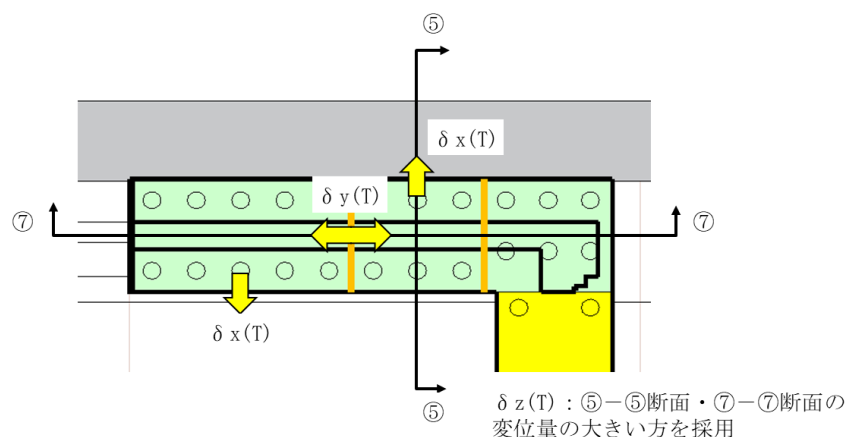 ⑤
δx(T)
δy(T)
⑦
⑦
δx(T)
⑤
δz(T)：⑤－⑤断面・⑦－⑦断面の
変位量の大きい方を採用